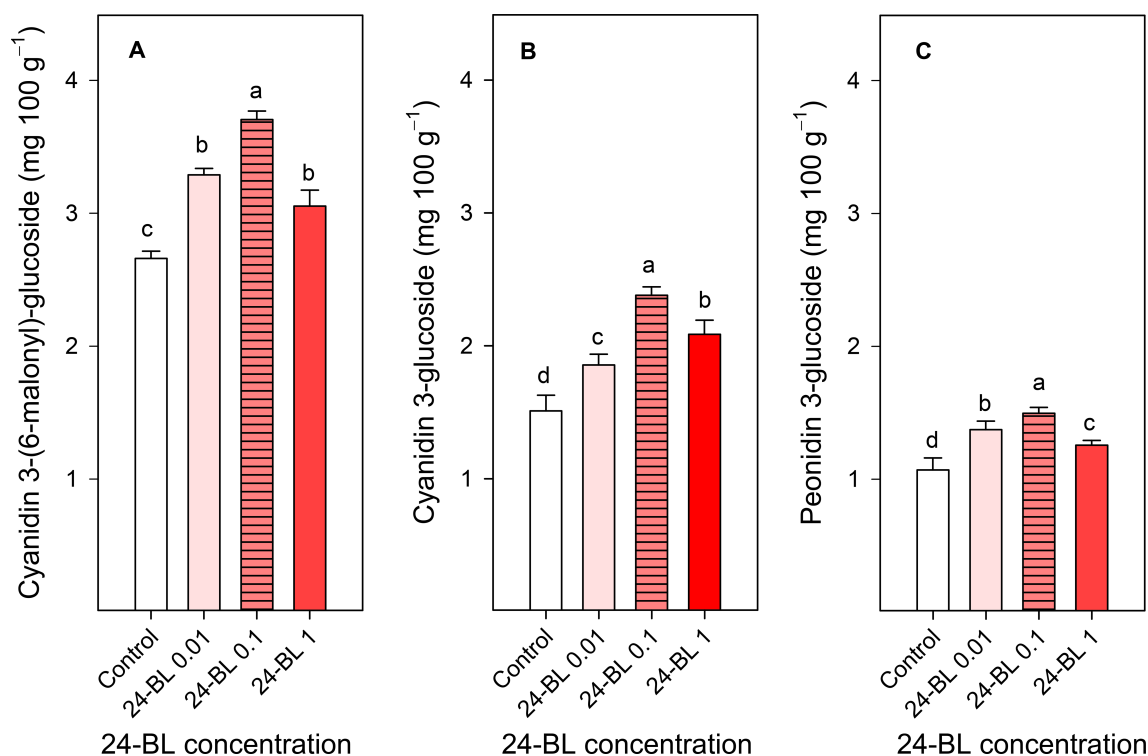 A
Cyanidin 3-(6-malonyl)-glucoside (mg 100 g⁻¹)
4
3
2
1
c
b
a
b
Control
24-BL 0.01
24-BL 0.1
24-BL 1
24-BL concentration
B
Cyanidin 3-glucoside (mg 100 g⁻¹)
4
3
2
1
d
c
a
b
Control
24-BL 0.01
24-BL 0.1
24-BL 1
24-BL concentration
C
Peonidin 3-glucoside (mg 100 g⁻¹)
4
3
2
1
d
b
a
c
Control
24-BL 0.01
24-BL 0.1
24-BL 1
24-BL concentration